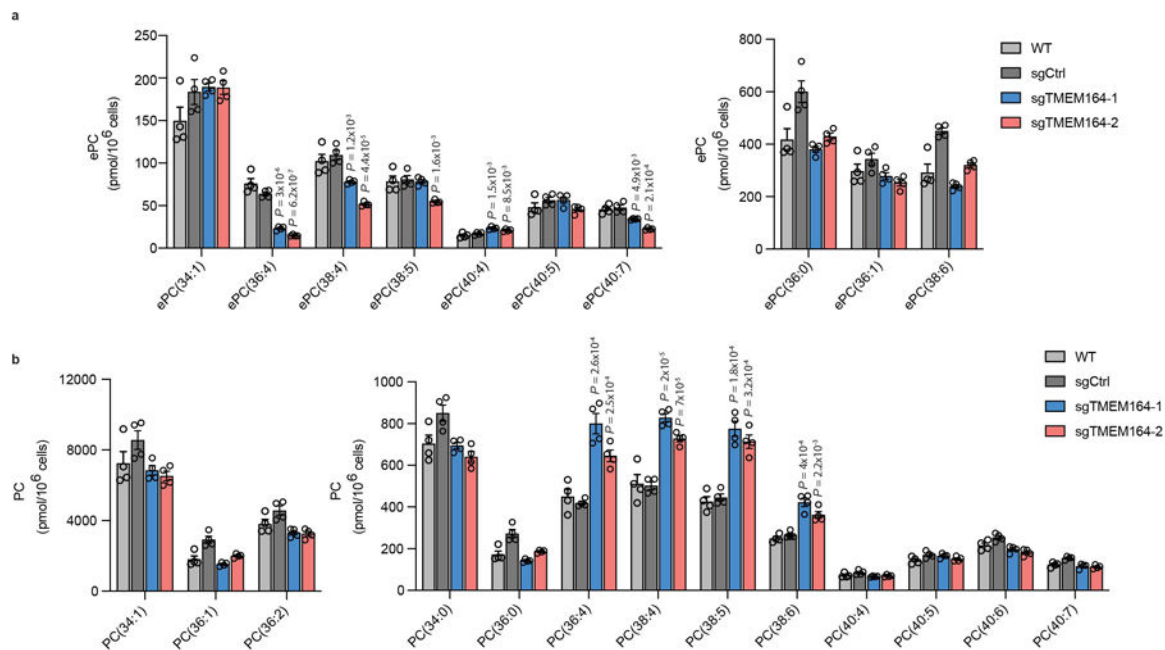 a
ePC
(pmol/10⁶ cells)
250
200
150
100
50
0
P = 3x10⁻⁶
P = 6.2x10⁻⁷
P = 1.2x10⁻³
P = 4.4x10⁻⁵
P = 1.6x10⁻³
P = 1.5x10⁻³
P = 8.5x10⁻³
P = 4.9x10⁻³
P = 2.1x10⁻⁴
ePC(34:1)
ePC(36:4)
ePC(38:4)
ePC(38:5)
ePC(40:4)
ePC(40:5)
ePC(40:7)
ePC
(pmol/10⁶ cells)
800
600
400
200
0
ePC(36:0)
ePC(36:1)
ePC(38:6)
WT
sgCtrl
sgTMEM164-1
sgTMEM164-2
b
PC
(pmol/10⁶ cells)
12000
8000
4000
0
PC(34:1)
PC(36:1)
PC(36:2)
PC
(pmol/10⁶ cells)
1000
800
600
400
200
0
P = 2.6x10⁻⁴
P = 2.5x10⁻⁴
P = 2x10⁻⁵
P = 7x10⁻⁵
P = 1.8x10⁻⁴
P = 3.2x10⁻⁴
P = 4x10⁻⁴
P = 2.2x10⁻³
PC(34:0)
PC(36:0)
PC(36:4)
PC(38:4)
PC(38:5)
PC(38:6)
PC(40:4)
PC(40:5)
PC(40:6)
PC(40:7)
WT
sgCtrl
sgTMEM164-1
sgTMEM164-2